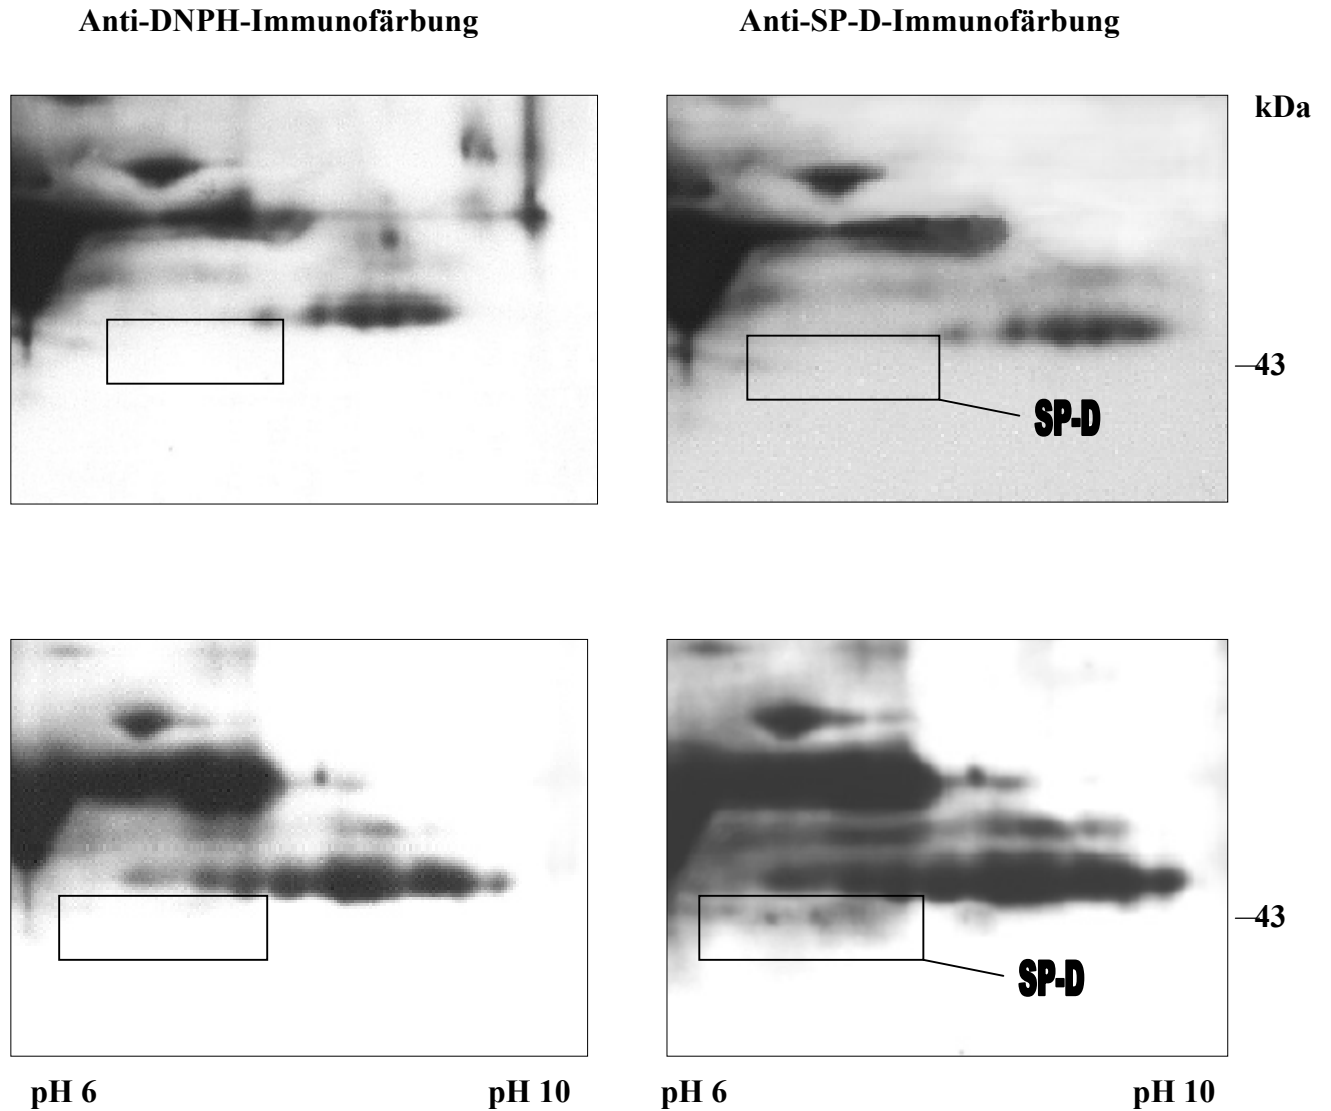 Anti-DNPH-Immunofärbung
Anti-SP-D-Immunofärbung
kDa
43
SP-D
43
SP-D
pH 6
pH 10
pH 6
pH 10